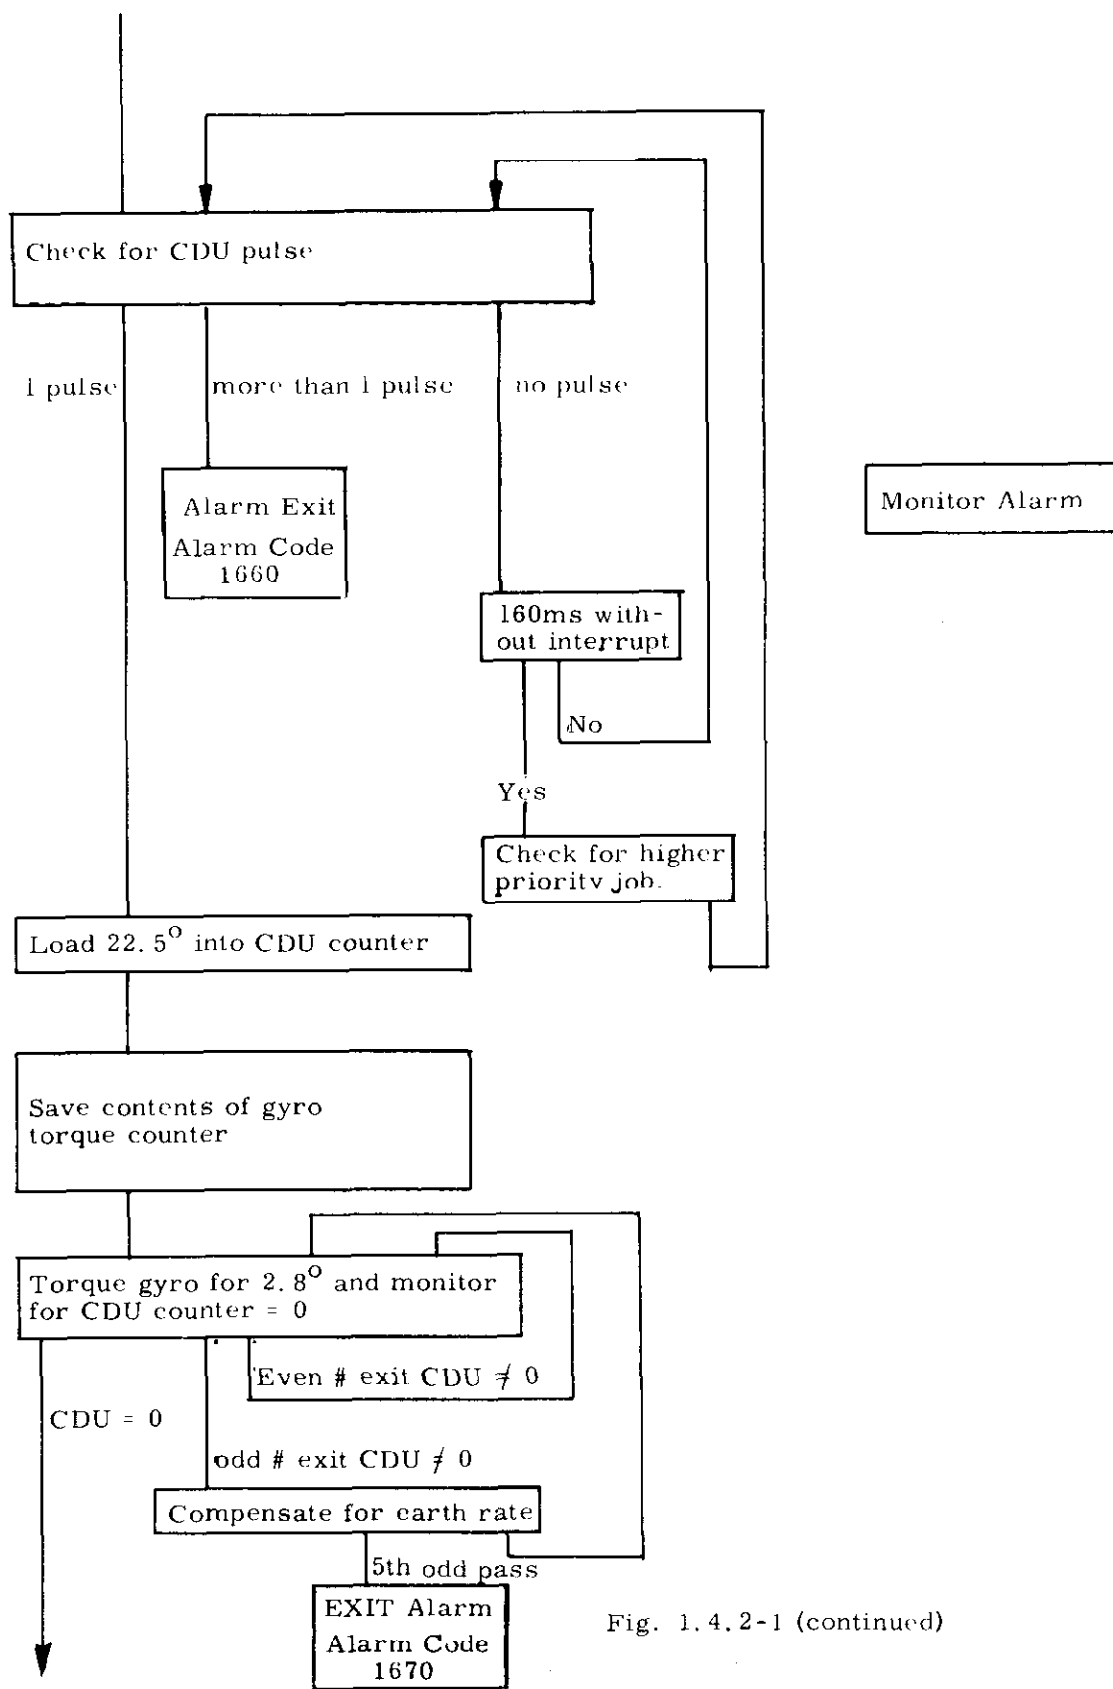 Check for CDU pulse
1 pulse
more than 1 pulse
no pulse
Alarm Exit
Alarm Code
1660
Monitor Alarm
160ms with-
out interrupt
No
Yes
Check for higher
priority job.
Load 22.5° into CDU counter
Save contents of gyro
torque counter
Torque gyro for 2.8° and monitor
for CDU counter = 0
Even # exit CDU ≠ 0
CDU = 0
odd # exit CDU ≠ 0
Compensate for earth rate
5th odd pass
EXIT Alarm
Alarm Code
1670
Fig. 1.4.2-1 (continued)